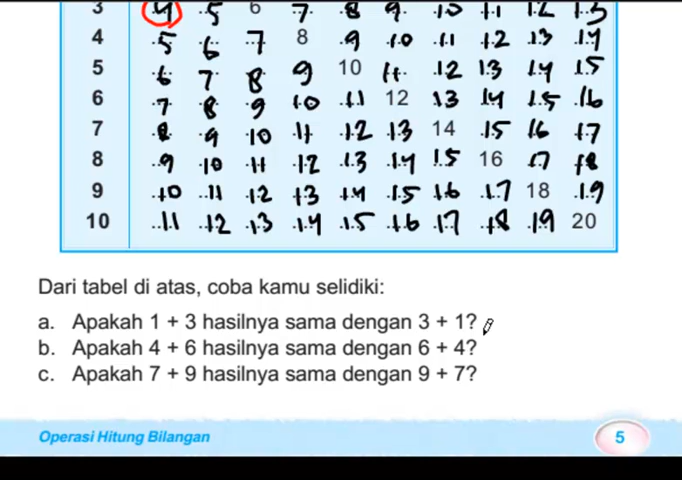 3 4 5 6 7 8 9 10 11 12 13
4 5 6 7 8 9 10 11 12 13 14
5 6 7 8 9 10 11 12 13 14 15
6 7 8 9 10 11 12 13 14 15 16
7 8 9 10 11 12 13 14 15 16 17
8 9 10 11 12 13 14 15 16 17 18
9 10 11 12 13 14 15 16 17 18 19
10 11 12 13 14 15 16 17 18 19 20
Dari tabel di atas, coba kamu selidiki:
a. Apakah 1 + 3 hasilnya sama dengan 3 + 1?
b. Apakah 4 + 6 hasilnya sama dengan 6 + 4?
c. Apakah 7 + 9 hasilnya sama dengan 9 + 7?
Operasi Hitung Bilangan 5